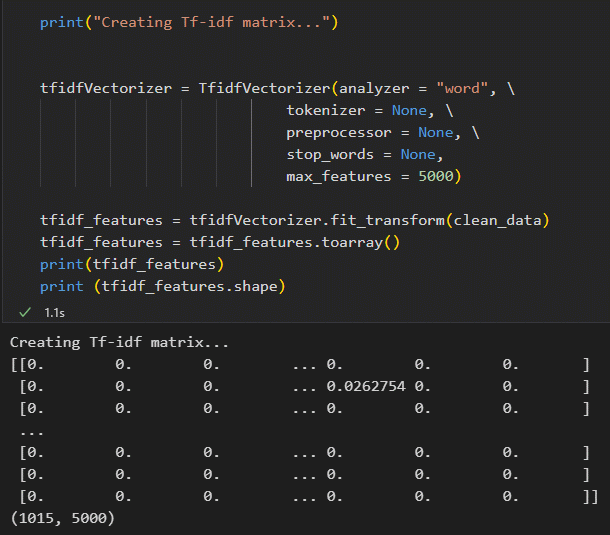 print("Creating Tf-idf matrix...")
tfidfVectorizer = TfidfVectorizer(analyzer = "word", \
tokenizer = None, \
preprocessor = None, \
stop_words = None,
max_features = 5000)
tfidf_features = tfidfVectorizer.fit_transform(clean_data)
tfidf_features = tfidf_features.toarray()
print(tfidf_features)
print (tfidf_features.shape)
1.1s
Creating Tf-idf matrix...
[[0. 0. 0. ... 0. 0. 0. ]
[0. 0. 0. ... 0.0262754 0. 0. ]
[0. 0. 0. ... 0. 0. 0. ]
...
[0. 0. 0. ... 0. 0. 0. ]
[0. 0. 0. ... 0. 0. 0. ]
[0. 0. 0. ... 0. 0. 0. ]]
(1015, 5000)